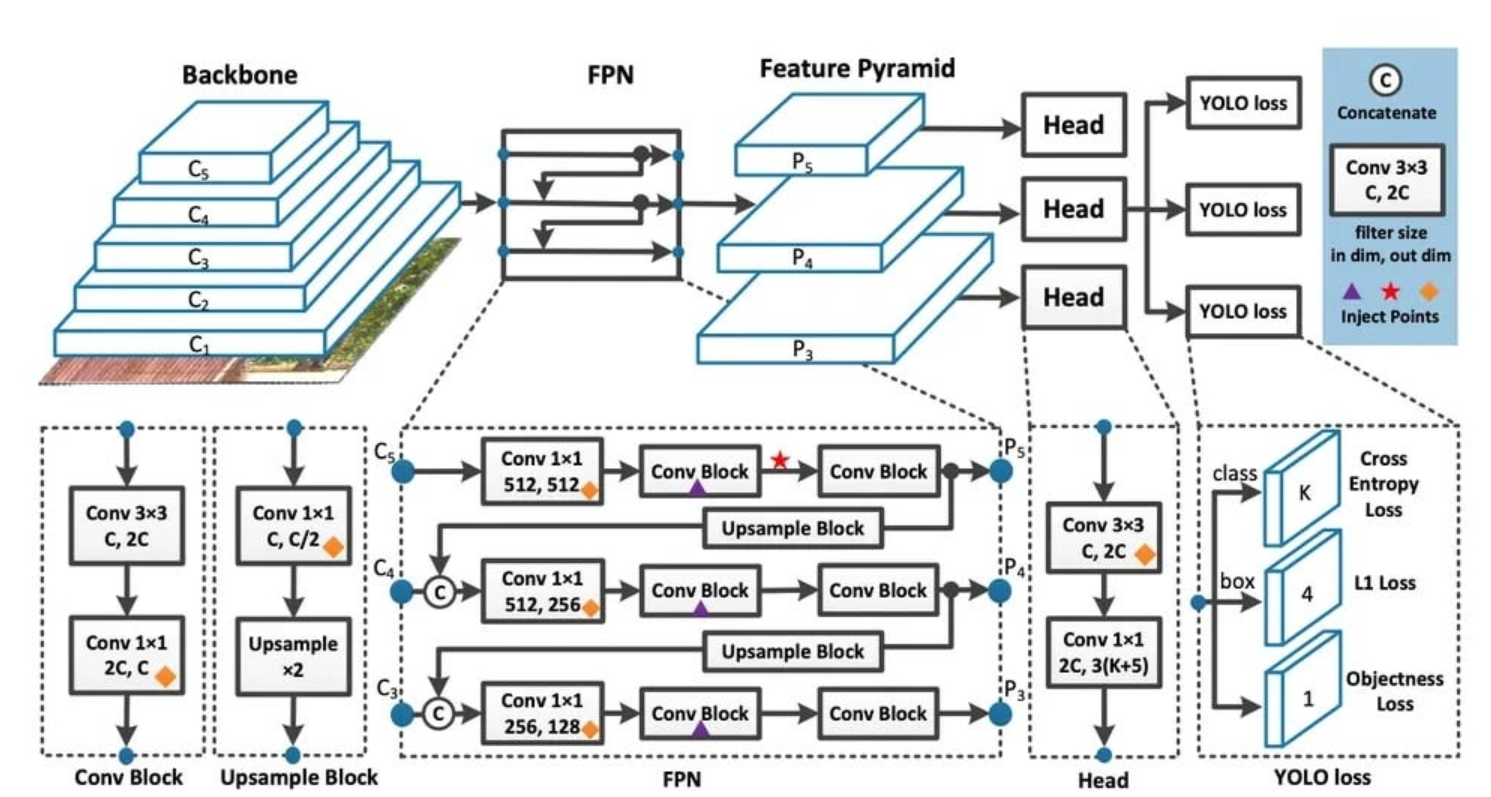 Backbone
FPN
Feature Pyramid
C5
C4
C3
C2
C1
P5
P4
P3
Head
Head
Head
YOLO loss
YOLO loss
YOLO loss
C
Concatenate
Conv 3×3
C, 2C
filter size
in dim, out dim
Inject Points
Conv 3×3
C, 2C
Conv 1×1
2C, C
Conv Block
Conv 1×1
C, C/2
Upsample
×2
Upsample Block
C5
Conv 1×1
512, 512
Conv Block
Conv Block
P5
Upsample Block
C4
C
Conv 1×1
512, 256
Conv Block
Conv Block
P4
Upsample Block
C3
C
Conv 1×1
256, 128
Conv Block
Conv Block
P3
FPN
Conv 3×3
C, 2C
Conv 1×1
2C, 3(K+5)
Head
class
K
Cross
Entropy
Loss
box
4
L1 Loss
1
Objectness
Loss
YOLO loss